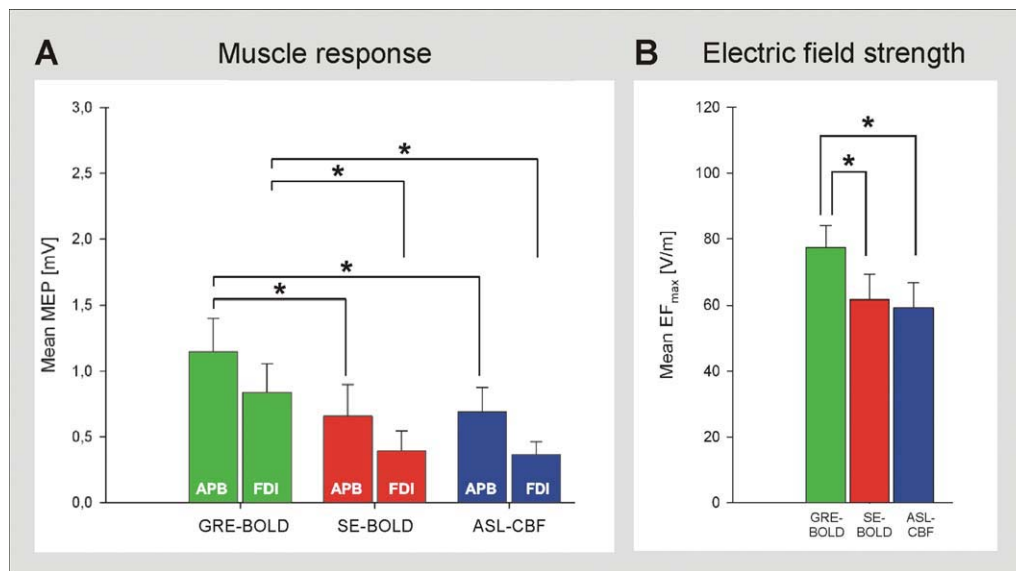 A Muscle response
3,0
2,5
2,0
1,5
1,0
0,5
0,0
Mean MEP [mV]
*
*
*
*
APB FDI APB FDI APB FDI
GRE-BOLD SE-BOLD ASL-CBF
B Electric field strength
120
100
80
60
40
20
0
Mean EFmax [V/m]
*
*
GRE- SE- ASL-
BOLD BOLD CBF